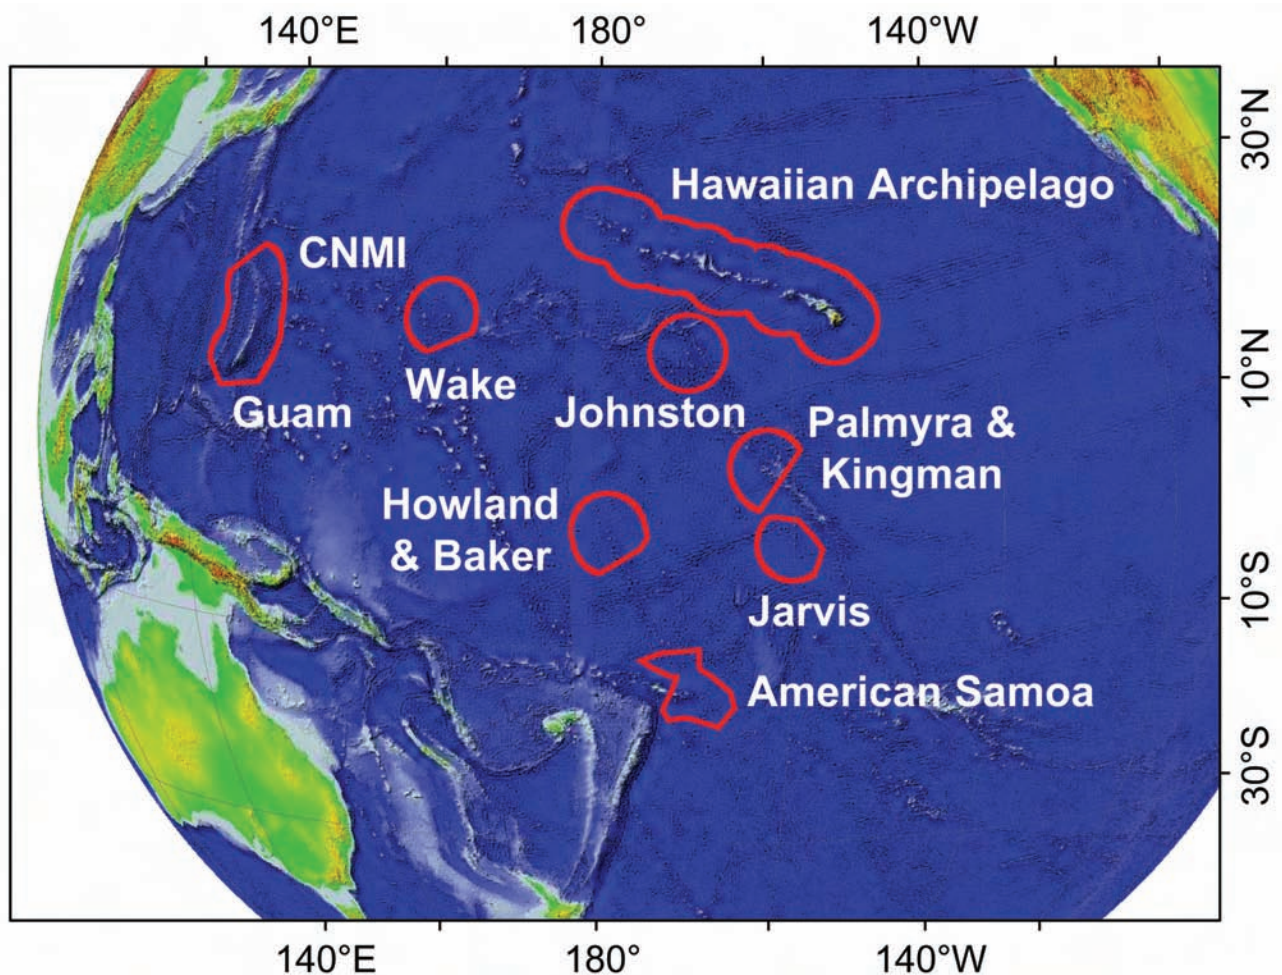 140°E 180° 140°W
30°N
Hawaiian Archipelago
CNMI
10°N
Wake
Guam
Johnston
Palmyra &
Kingman
Howland
& Baker
10°S
Jarvis
American Samoa
30°S
140°E 180° 140°W